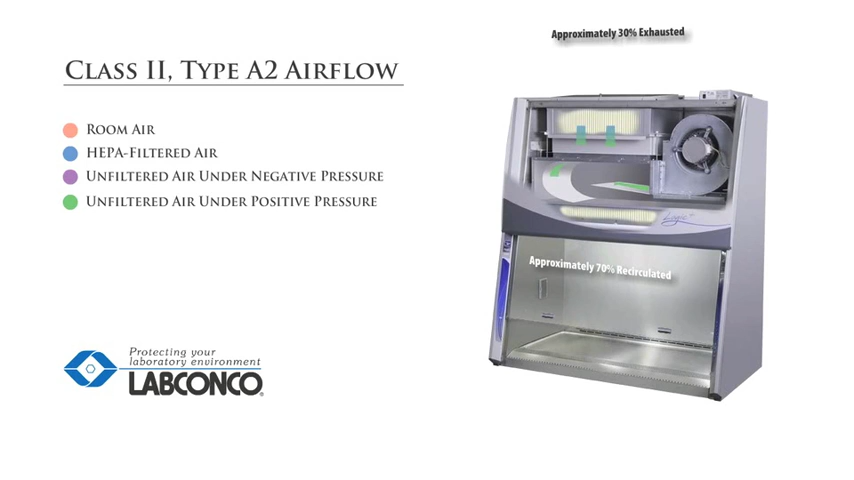 Approximately 30% Exhausted
CLASS II, TYPE A2 AIRFLOW
ROOM AIR
HEPA-FILTERED AIR
UNFILTERED AIR UNDER NEGATIVE PRESSURE
UNFILTERED AIR UNDER POSITIVE PRESSURE
Logic+
Approximately 70% Recirculated
Protecting your
laboratory environment
LABCONCO®